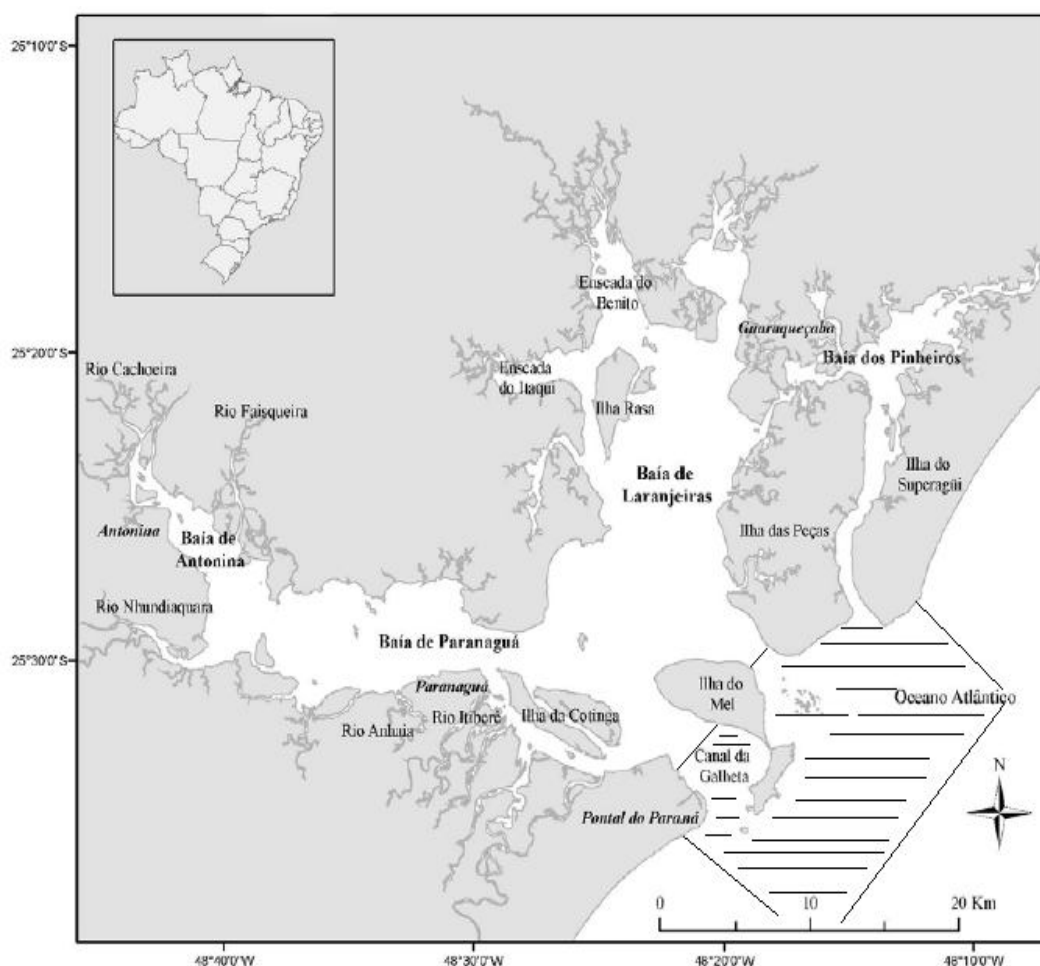 25°10'0"S
Enseada do
Benito
Guaraqueçaba
25°20'0"S
Baía dos Pinheiros
Rio Cachoeira
Enseada
do Itaqui
Ilha Rasa
Rio Faisqueira
Baía de
Laranjeiras
Ilha do
Superagüi
Antonina
Baía de
Antonina
Ilha das Peças
Rio Nhundiaquara
Baía de Paranaguá
25°30'0"S
Paranaguá
Ilha do
Mel
Oceano Atlântico
Rio Itiberê
Ilha da Cotinga
Rio Anhaia
Canal da
Galheta
N
Pontal do Paraná
0 10 20 Km
48°40'0"W 48°30'0"W 48°20'0"W 48°10'0"W